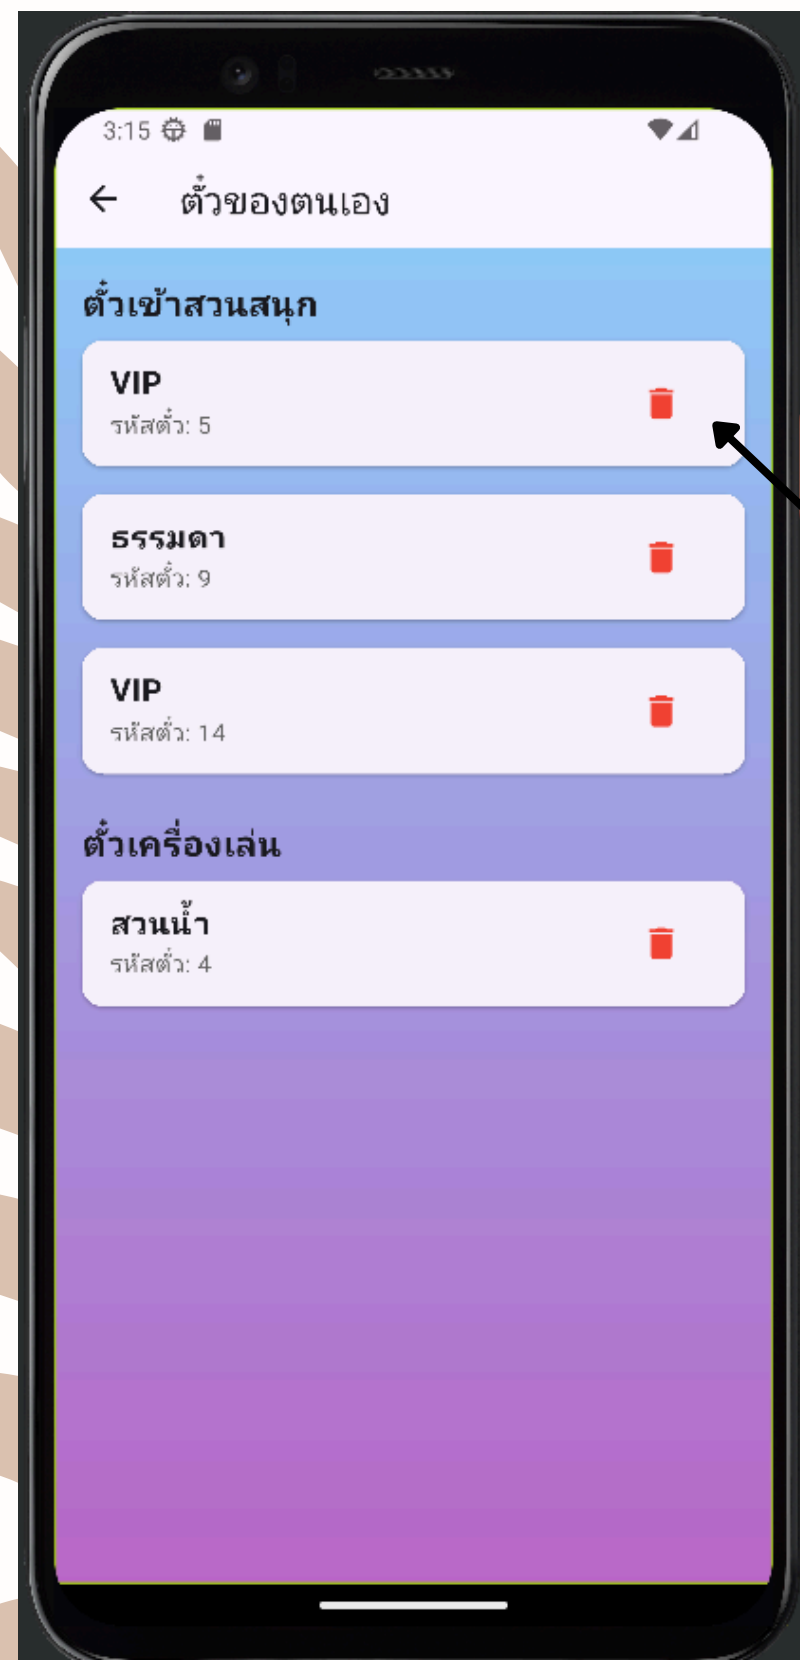 3:15
ตั๋วของตนเอง
ตั๋วเข้าสวนสนุก
VIP
รหัสตั๋ว: 5
ธรรมดา
รหัสตั๋ว: 9
VIP
รหัสตั๋ว: 14
ตั๋วเครื่องเล่น
สวนน้ำ
รหัสตั๋ว: 4